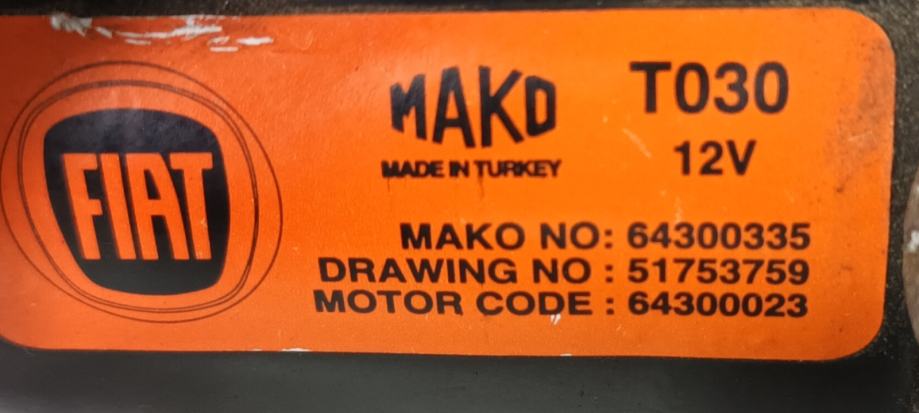 FIAT
MAKO
MADE IN TURKEY
T030
12V
MAKO NO: 64300335
DRAWING NO : 51753759
MOTOR CODE : 64300023